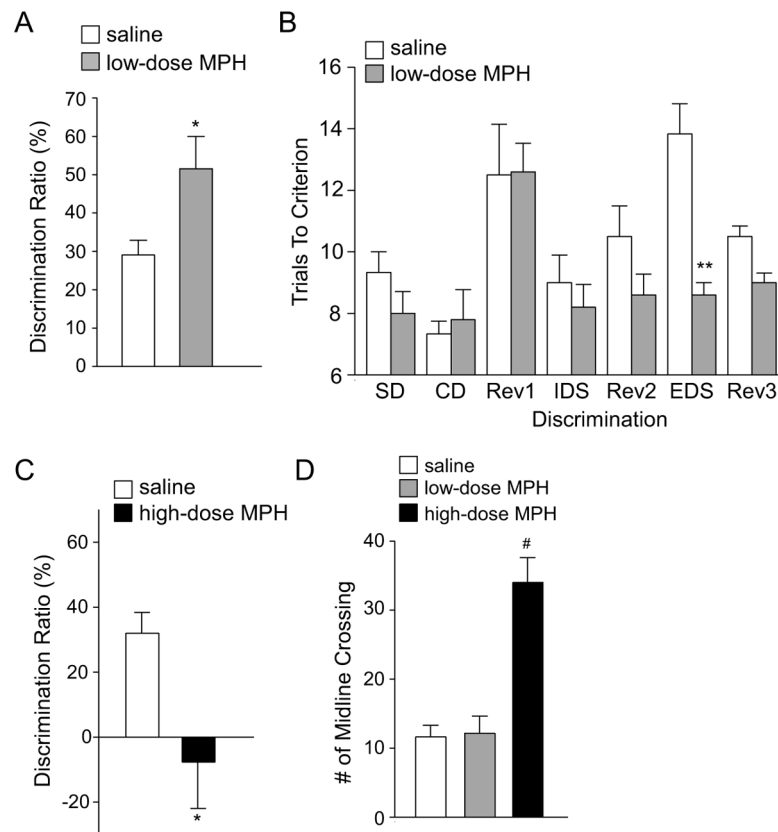 A
saline
low-dose MPH
Discrimination Ratio (%)
70
60
50
40
30
20
10
0
*
B
saline
low-dose MPH
Trials To Criterion
16
14
12
10
8
6
**
SD CD Rev1 IDS Rev2 EDS Rev3
Discrimination
C
saline
high-dose MPH
Discrimination Ratio (%)
60
40
20
0
-20
*
D
saline
low-dose MPH
high-dose MPH
# of Midline Crossing
40
30
20
10
0
#